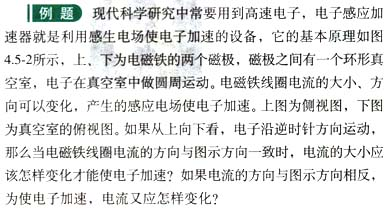 例 题 现代科学研究中常要用到高速电子，电子感应加
速器就是利用感生电场使电子加速的设备，它的基本原理如图
4.5-2所示，上、下为电磁铁的两个磁极，磁极之间有一个环形真
空室，电子在真空室中做圆周运动。电磁铁线圈电流的大小、方
向可以变化，产生的感应电场使电子加速。上图为侧视图，下图
为真空室的俯视图。如果从上向下看，电子沿逆时针方向运动，
那么当电磁铁线圈电流的方向与图示方向一致时，电流的大小应
该怎样变化才能使电子加速？如果电流的方向与图示方向相反，
为使电子加速，电流又应怎样变化？